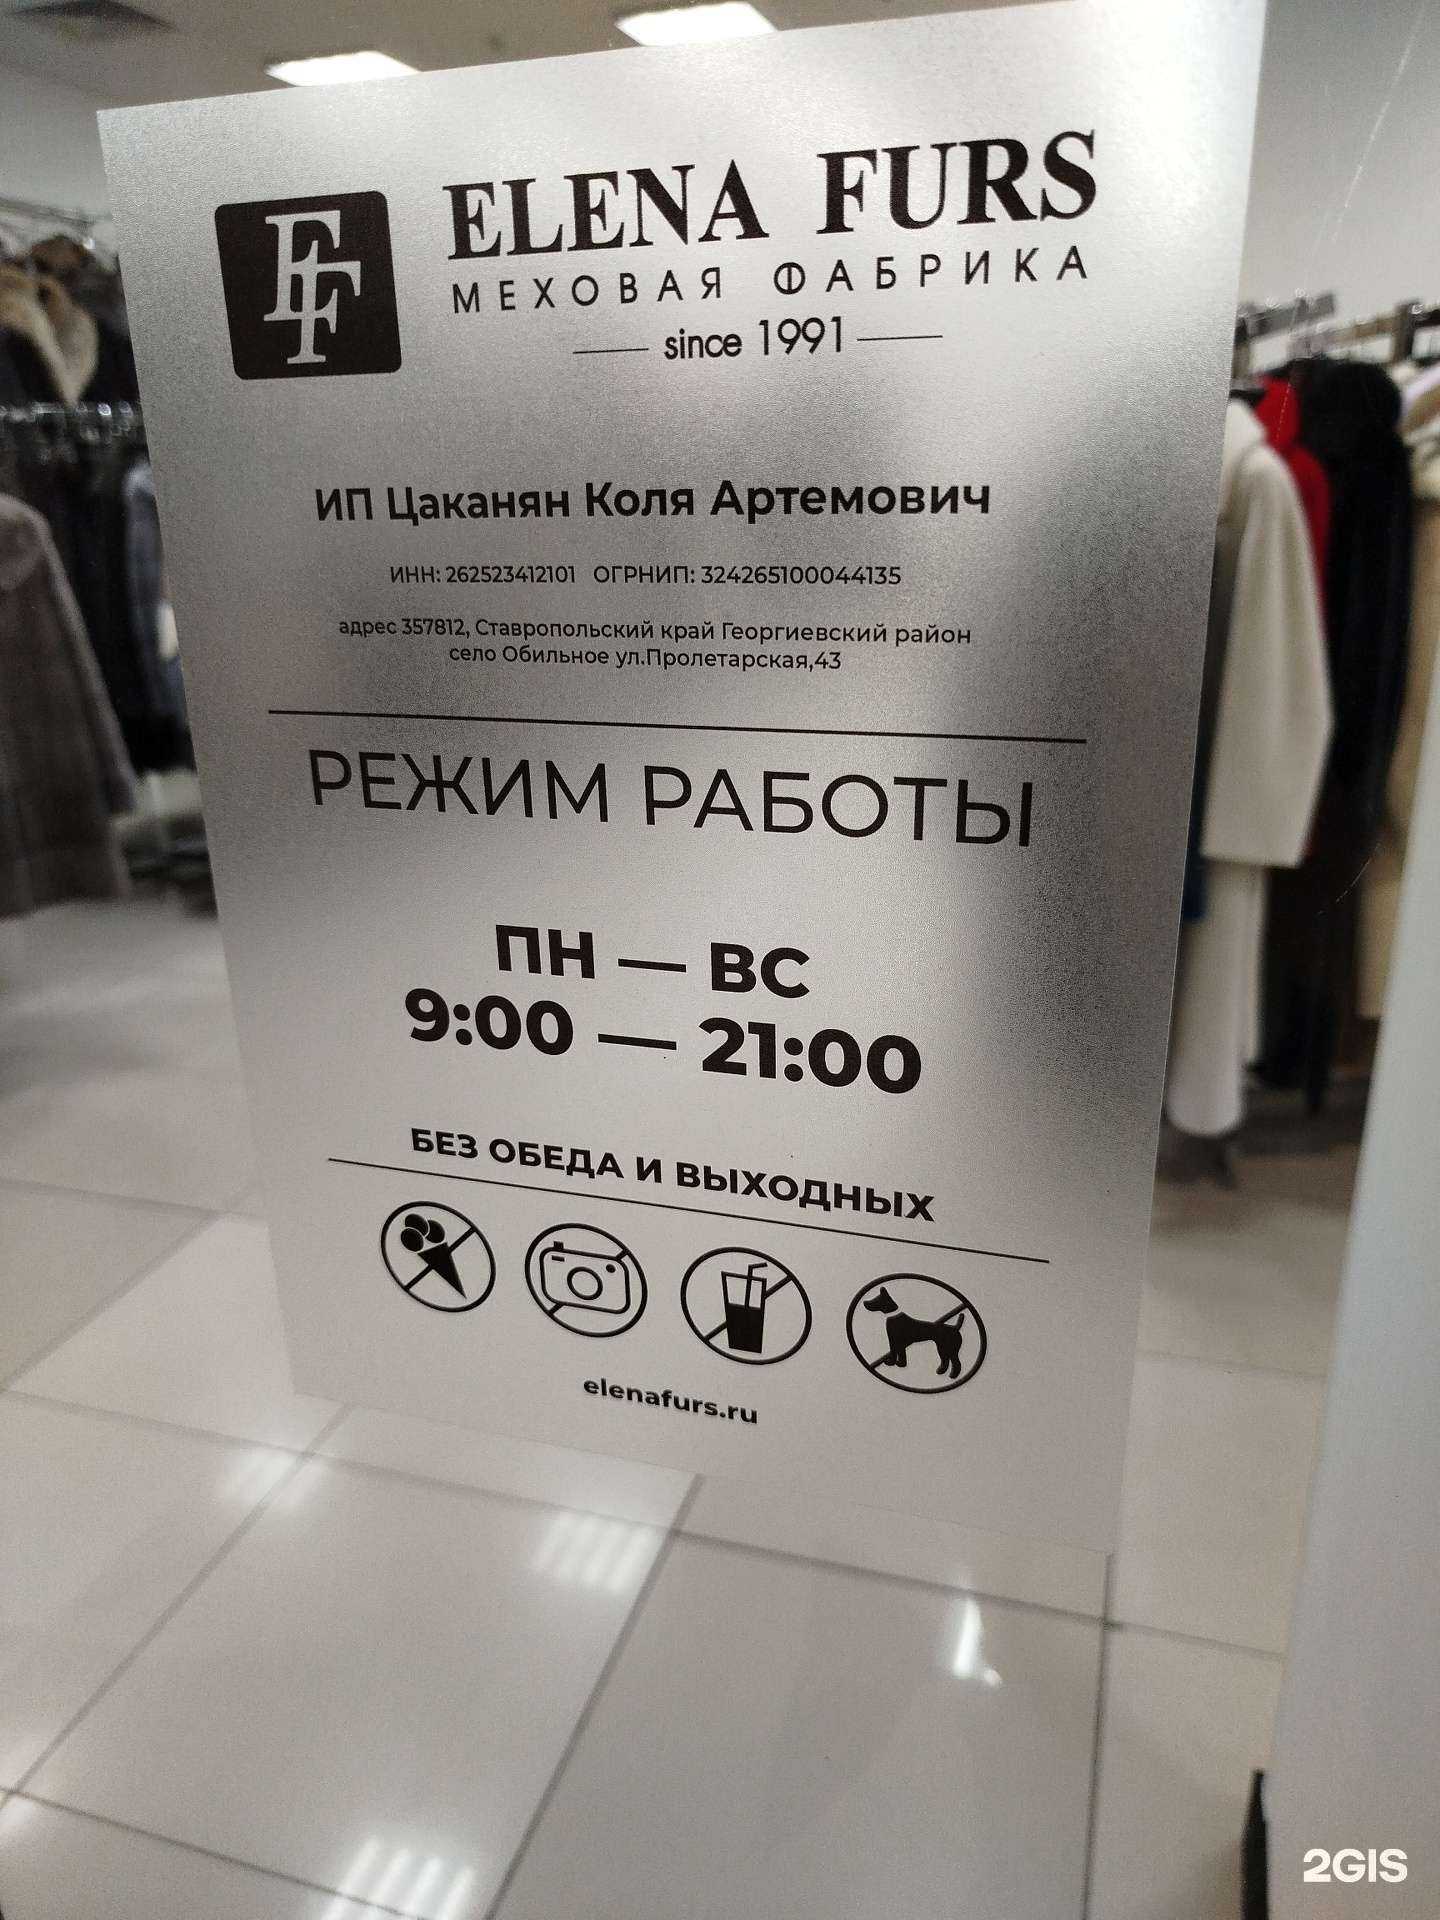 EF
ELENA FURS
МЕХОВАЯ ФАБРИКА
since 1991
ИП Цаканян Коля Артемович
ИНН: 262523412101 ОГРНИП: 324265100044135
адрес 357812, Ставропольский край Георгиевский район
село Обильное ул.Пролетарская,43
РЕЖИМ РАБОТЫ
ПН — ВС
9:00 — 21:00
БЕЗ ОБЕДА И ВЫХОДНЫХ
elenafurs.ru
2GIS